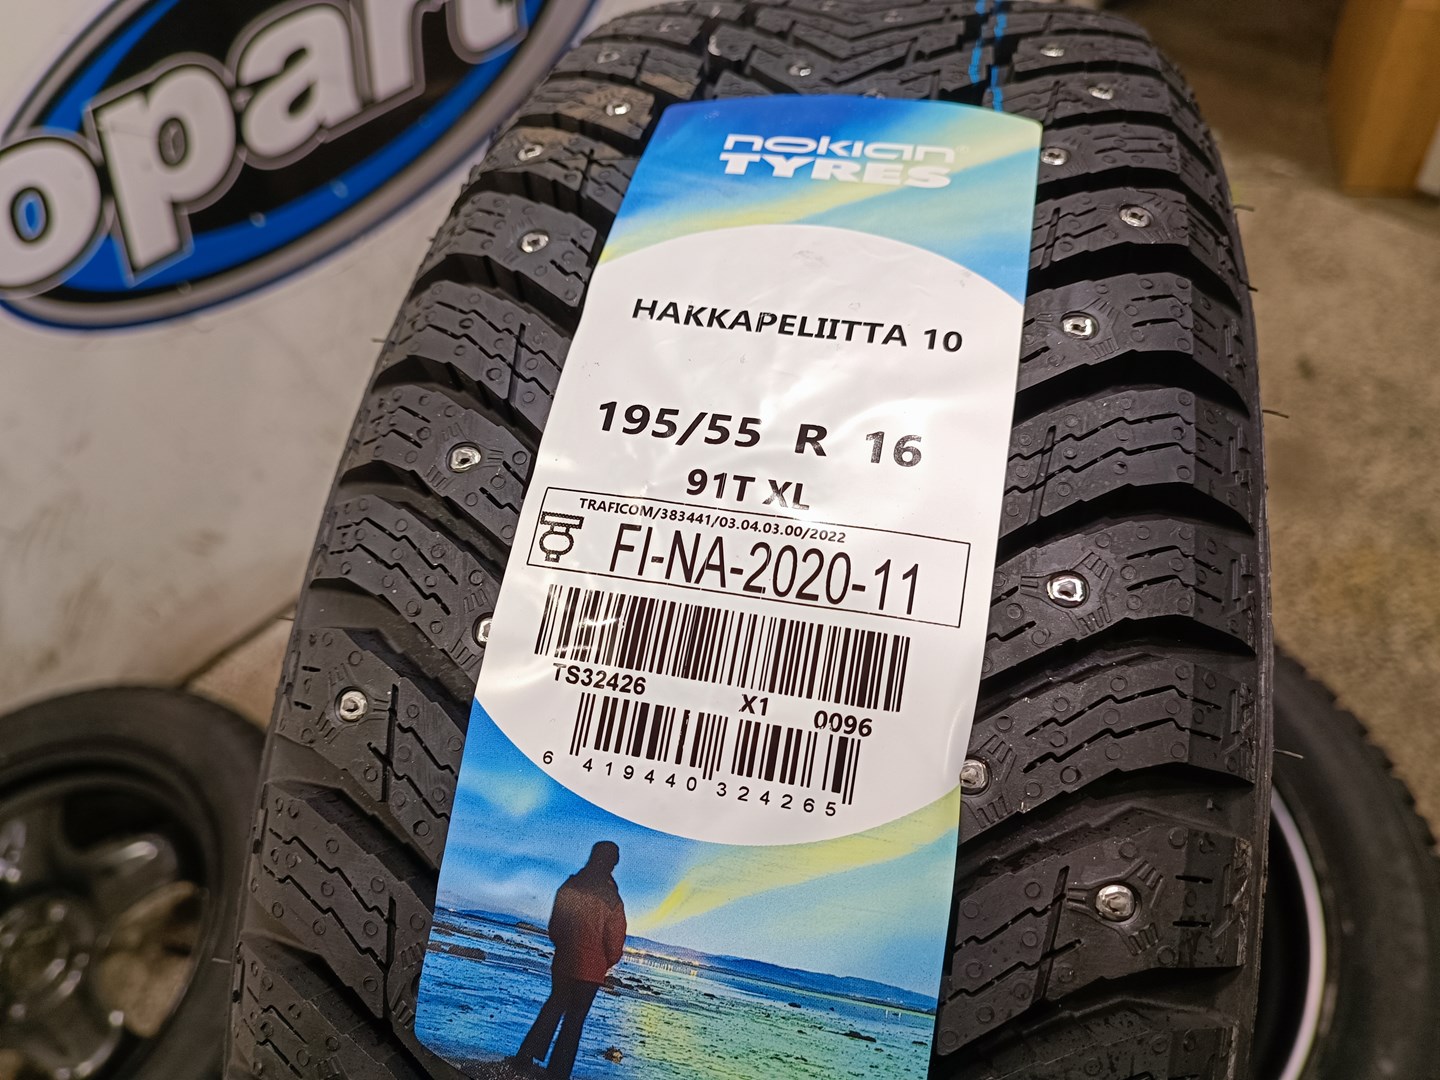 opart
nokian
TYRES
HAKKAPELIITTA 10
195/55 R 16
91T XL
TRAFICOM/383441/03.04.03.00/2022
FI-NA-2020-11
TS32426 X1 0096
6 419440 324265